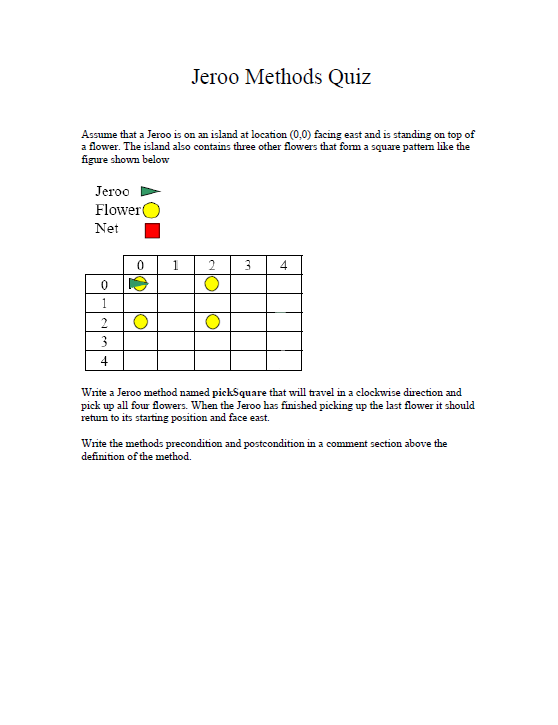 Jeroo Methods Quiz
Assume that a Jeroo is on an island at location (0,0) facing east and is standing on top of
a flower. The island also contains three other flowers that form a square pattern like the
figure shown below
Jeroo
Flower
Net
0 1 2 3 4
0
1
2
3
4
Write a Jeroo method named pickSquare that will travel in a clockwise direction and
pick up all four flowers. When the Jeroo has finished picking up the last flower it should
return to its starting position and face east.
Write the methods precondition and postcondition in a comment section above the
definition of the method.